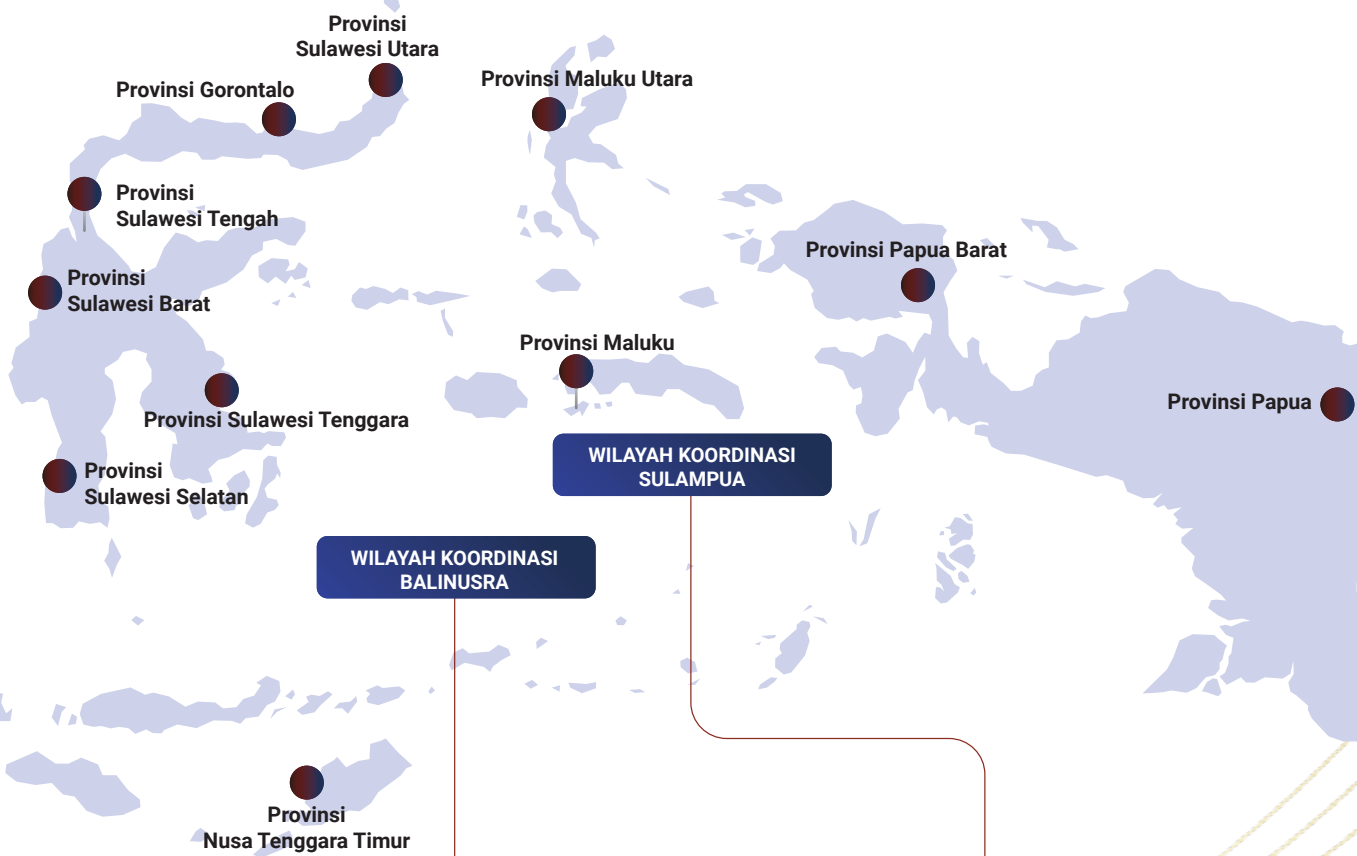 Provinsi
Sulawesi Utara
Provinsi Gorontalo
Provinsi Maluku Utara
Provinsi
Sulawesi Tengah
Provinsi Papua Barat
Provinsi
Sulawesi Barat
Provinsi Maluku
Provinsi Papua
Provinsi Sulawesi Tenggara
WILAYAH KOORDINASI
SULAMPUA
Provinsi
Sulawesi Selatan
WILAYAH KOORDINASI
BALINUSRA
Provinsi
Nusa Tenggara Timur